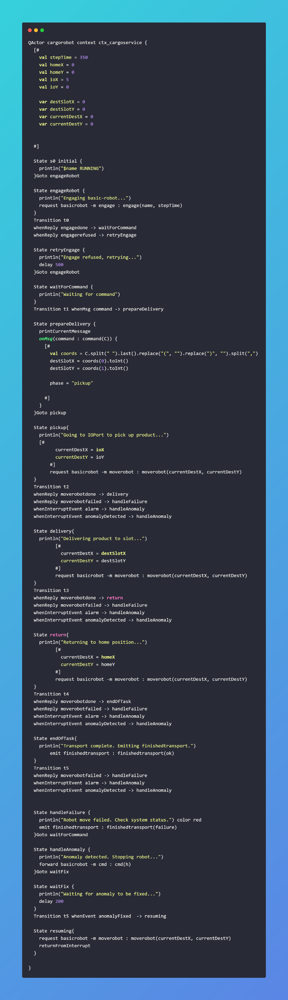 QActor cargorobot context ctx_cargoservice {
  [#
    val stepTime = 350
    val homeX = 0
    val homeY = 0
    val ioX = 5
    val ioY = 0

    var destSlotX = 0
    var destSlotY = 0
    var currentDestX = 0
    var currentDestY = 0


  #]

  State s0 initial {
    println("$name RUNNING")
  }Goto engageRobot

  State engageRobot {
    println("Engaging basic-robot...")
    request basicrobot -m engage : engage(name, stepTime)
  }
  Transition t0
  whenReply engagedone -> waitForCommand
  whenReply engagerefused -> retryEngage

  State retryEngage {
    println("Engage refused, retrying...")
    delay 500
  }Goto engageRobot

  State waitForCommand {
    println("Waiting for command")
  }
  Transition t1 whenMsg command -> prepareDelivery

  State prepareDelivery {
    printCurrentMessage
    onMsg(command : command(C)) {
      [#
        val coords = C.split(" ").last().replace("(", "").replace(")", "").split(",")
        destSlotX = coords(0).toInt()
        destSlotY = coords(1).toInt()

        phase = "pickup"

      #]
    }
  }Goto pickup

  State pickup{
    println("Going to IOPort to pick up product...")
    [#
          currentDestX = ioX
          currentDestY = ioY
        #]
        request basicrobot -m moverobot : moverobot(currentDestX, currentDestY)
  }
  Transition t2
  whenReply moverobotdone -> delivery
  whenReply moverobotfailed -> handleFailure
  whenInterruptEvent alarm -> handleAnomaly
  whenInterruptEvent anomalyDetected -> handleAnomaly

  State delivery{
    println("Delivering product to slot...")
          [#
            currentDestX = destSlotX
            currentDestY = destSlotY
          #]
          request basicrobot -m moverobot : moverobot(currentDestX, currentDestY)
  }
  Transition t3
  whenReply moverobotdone -> return
  whenReply moverobotfailed -> handleFailure
  whenInterruptEvent alarm -> handleAnomaly
  whenInterruptEvent anomalyDetected -> handleAnomaly

  State return{
    println("Returning to home position...")
          [#
            currentDestX = homeX
            currentDestY = homeY
          #]
          request basicrobot -m moverobot : moverobot(currentDestX, currentDestY)
  }
  Transition t4
  whenReply moverobotdone -> endOfTask
  whenReply moverobotfailed -> handleFailure
  whenInterruptEvent alarm -> handleAnomaly
  whenInterruptEvent anomalyDetected -> handleAnomaly

  State endOfTask{
    println("Transport complete. Emitting finishedtransport.")
        emit finishedtransport : finishedtransport(ok)
  }
  Transition t5
  whenReply moverobotfailed -> handleFailure
  whenInterruptEvent alarm -> handleAnomaly
  whenInterruptEvent anomalyDetected -> handleAnomaly


  State handleFailure {
    println("Robot move failed. Check system status.") color red
    emit finishedtransport : finishedtransport(failure)
  }Goto waitForCommand

  State handleAnomaly {
    println("Anomaly detected. Stopping robot...")
    forward basicrobot -m cmd : cmd(h)
  }Goto waitFix

  State waitFix {
    println("Waiting for anomaly to be fixed...")
    delay 200
  }
  Transition t5 whenEvent anomalyFixed  -> resuming

  State resuming{
    request basicrobot -m moverobot : moverobot(currentDestX, currentDestY)
    returnFromInterrupt
  }

}